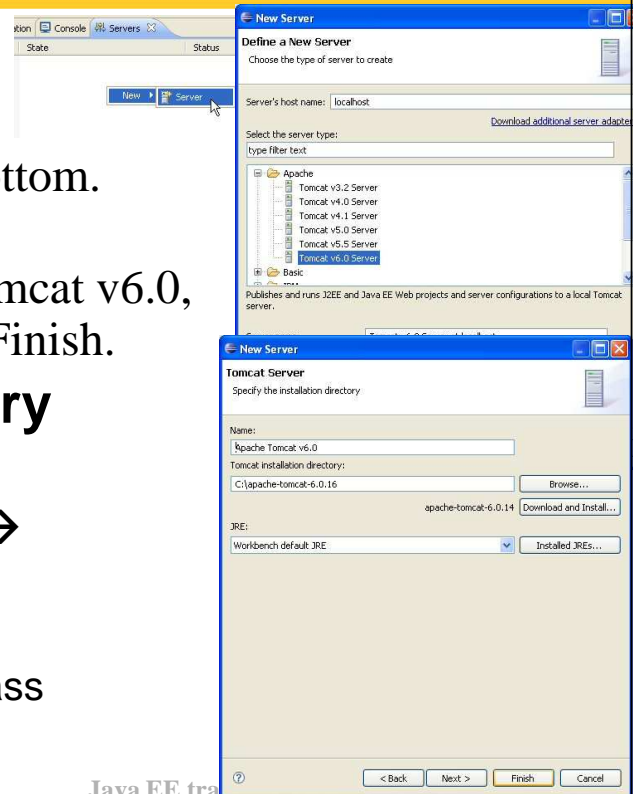 Console Servers
State Status
New Server
ttom.
mcat v6.0,
Finish.
ry
→
ass
Java EE tra
New Server
Define a New Server
Choose the type of server to create
Server's host name: localhost
Download additional server adapter
Select the server type:
type filter text
Apache
Tomcat v3.2 Server
Tomcat v4.0 Server
Tomcat v4.1 Server
Tomcat v5.0 Server
Tomcat v5.5 Server
Tomcat v6.0 Server
Basic
Publishes and runs J2EE and Java EE Web projects and server configurations to a local Tomcat
server.
New Server
Tomcat Server
Specify the installation directory
Name:
Apache Tomcat v6.0
Tomcat installation directory:
C:\apache-tomcat-6.0.16 Browse...
apache-tomcat-6.0.14 Download and Install...
JRE:
Workbench default JRE Installed JREs...
? < Back Next > Finish Cancel